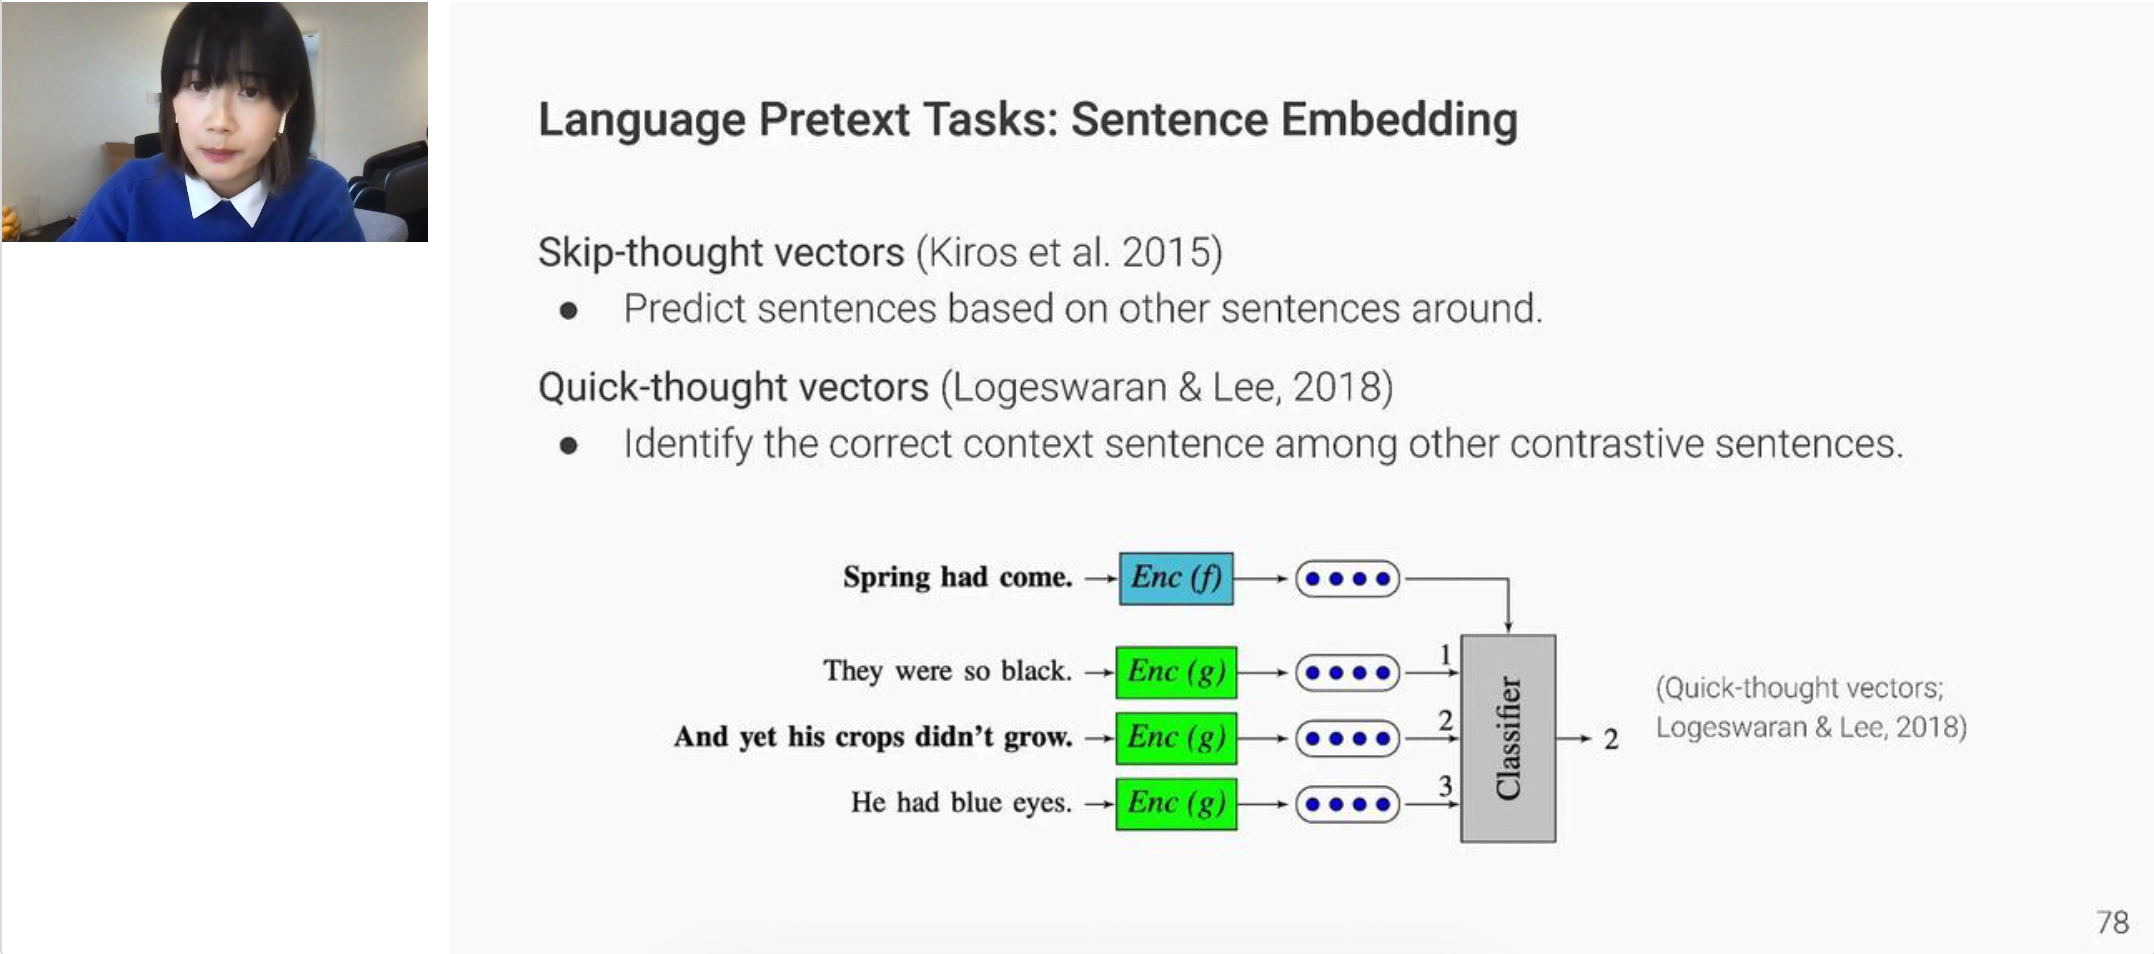 Language Pretext Tasks: Sentence Embedding
Skip-thought vectors (Kiros et al. 2015)
● Predict sentences based on other sentences around.
Quick-thought vectors (Logeswaran & Lee, 2018)
● Identify the correct context sentence among other contrastive sentences.
Spring had come. Enc (f)
They were so black. Enc (g) 1
And yet his crops didn't grow. Enc (g) 2
He had blue eyes. Enc (g) 3
Classifier
2
(Quick-thought vectors;
Logeswaran & Lee, 2018)
78